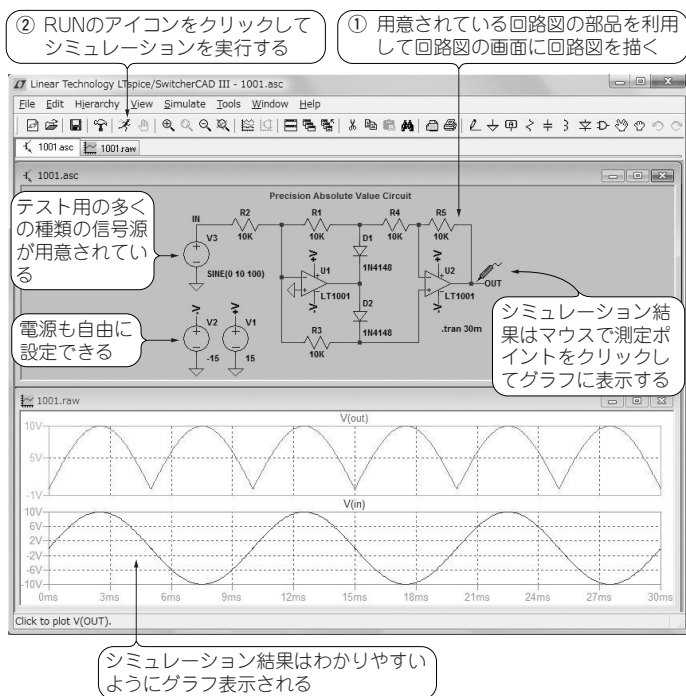 ② RUNのアイコンをクリックして
シミュレーションを実行する
① 用意されている回路図の部品を利用
して回路図の画面に回路図を描く
Linear Technology LTspice/SwitcherCAD III - 1001.asc
File Edit Hierarchy View Simulate Tools Window Help
1001.asc 1001.raw
1001.asc
Precision Absolute Value Circuit
テスト用の多く
の種類の信号源
が用意されてい
る
IN
R2
10K
R1
10K
R4
10K
R5
10K
V3
SINE(0 10 100)
D1
1N4148
V+
U1
LT1001
V-
V+
U2
LT1001
V-
OUT
D2
1N4148
R3
10K
.tran 30m
電源も自由に
設定できる
-V
V2
-15
V+
V1
15
シミュレーション結
果はマウスで測定ポ
イントをクリックし
てグラフに表示する
1001.raw
V(out)
10V
5V
-1V
V(in)
10V
6V
2V
-2V
-6V
-10V
0ms 3ms 6ms 9ms 12ms 15ms 18ms 21ms 24ms 27ms 30ms
Click to plot V(OUT).
シミュレーション結果はわかりやすい
ようにグラフ表示される